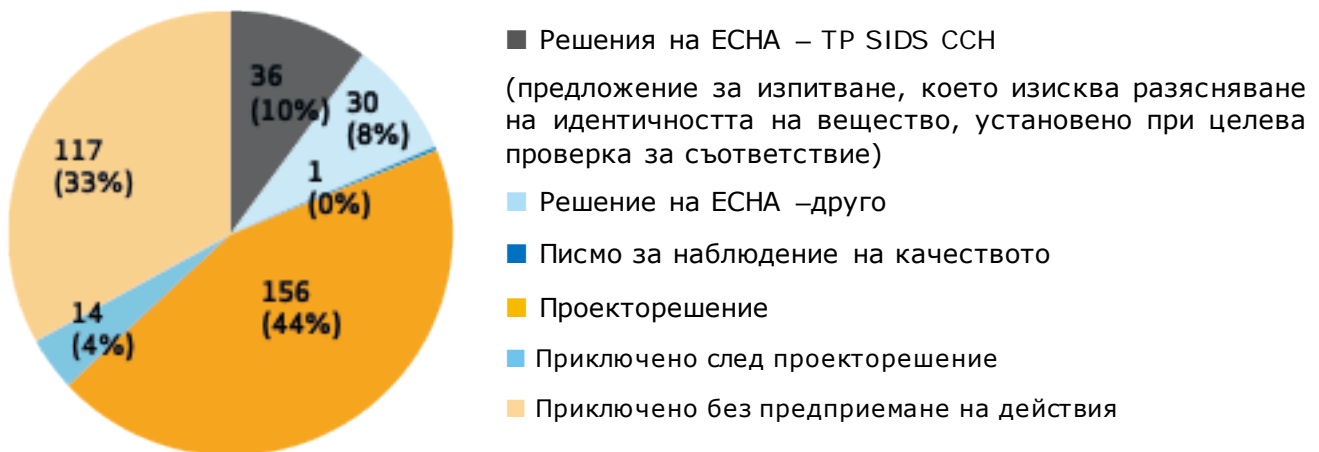 36
(10%)
30
(8%)
1
(0%)
117
(33%)
156
(44%)
14
(4%)
Решения на ECHA – TP SIDS CCH
(предложение за изпитване, което изисква разясняване
на идентичността на вещество, установено при целева
проверка за съответствие)
Решение на ECHA –друго
Писмо за наблюдение на качеството
Проекторешение
Приключено след проекторешение
Приключено без предприемане на действия